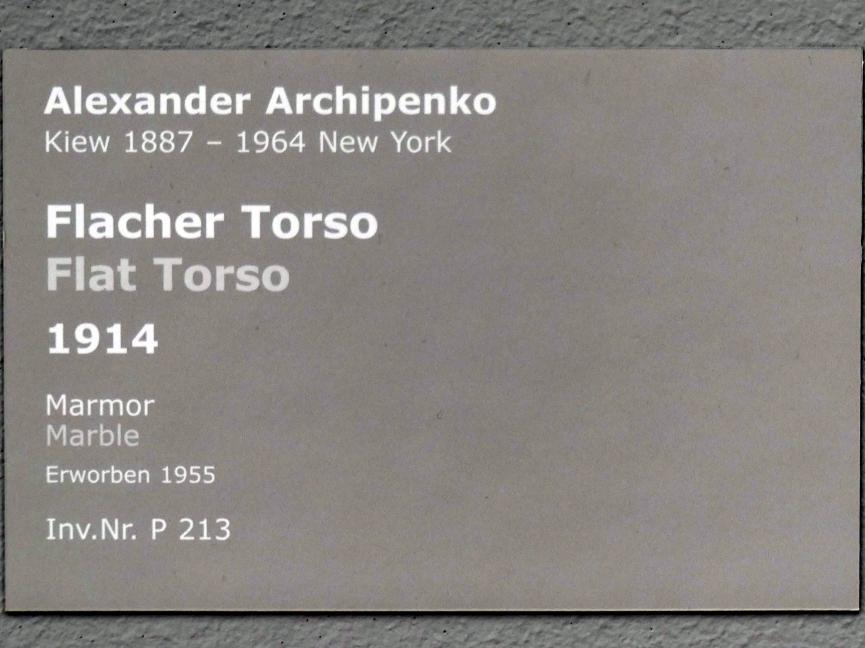 Alexander Archipenko
Kiew 1887 – 1964 New York
Flacher Torso
Flat Torso
1914
Marmor
Marble
Erworben 1955
Inv.Nr. P 213